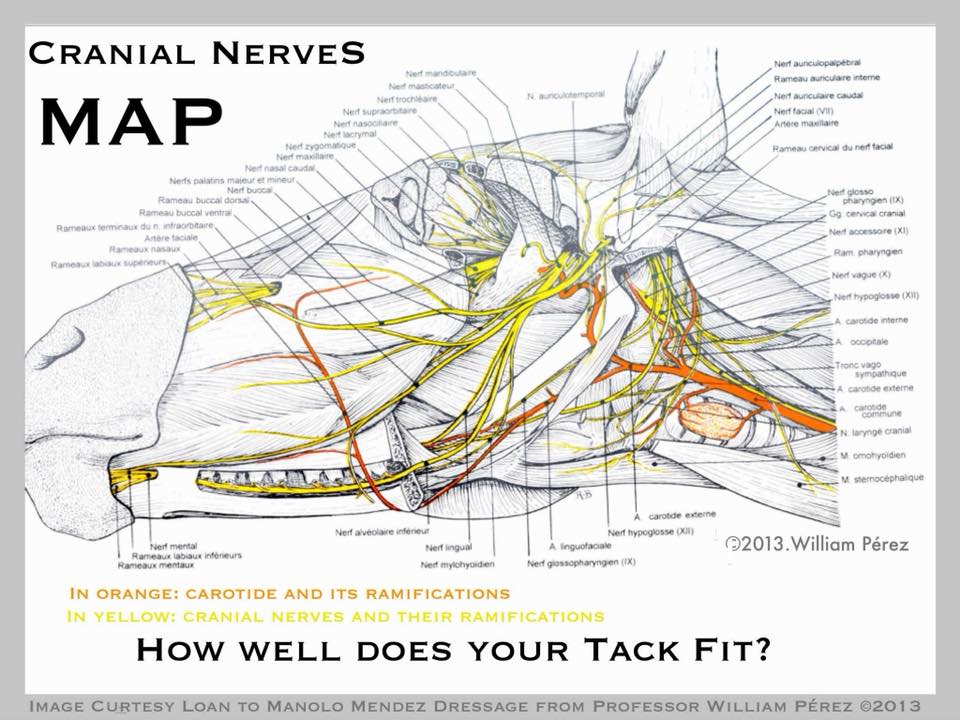 Cranial Nerves
MAP
Nerf mandibulaire
Nerf masticateur
Nerf trochléaire
Nerf supraorbitaire
Nerf nasociliaire
Nerf lacrymal
Nerf zygomatique
Nerf maxillaire
Nerf nasal caudal
Nerfs palatins majeur et mineur
Nerf buccal
Rameau buccal dorsal
Rameau buccal ventral
Rameaux terminaux du n. infraorbitaire
Artère faciale
Rameaux nasaux
Rameaux labiaux supérieurs
N. auriculotemporal
Nerf auriculopalpébral
Rameau auriculaire interne
Nerf auriculaire caudal
Nerf facial (VII)
Artère maxillaire
Rameau cervical du nerf facial
Nerf glosso
pharyngien (IX)
Gg. cervical cranial
Nerf accessoire (XI)
Ram. pharyngien
Nerf vague (X)
Nerf hypoglosse (XII)
A. carotide interne
A. occipitale
Tronc vago
sympathique
A. carotide externe
A. carotide
commune
N. laryngé cranial
M. omohyoïdien
M. sternocéphalique
A. carotide externe
Nerf hypoglosse (XII)
A. linguofaciale
Nerf glossopharyngien (IX)
Nerf alvéolaire inférieur
Nerf lingual
Nerf mylohyoidien
Nerf mental
Rameaux labiaux inférieurs
Rameaux mentaux
©2013.William Pérez
In orange: carotide and its ramifications
In yellow: cranial nerves and their ramifications
How well does your Tack Fit?
Image Curtesy Loan to Manolo Mendez Dressage from Professor William Pérez ©2013